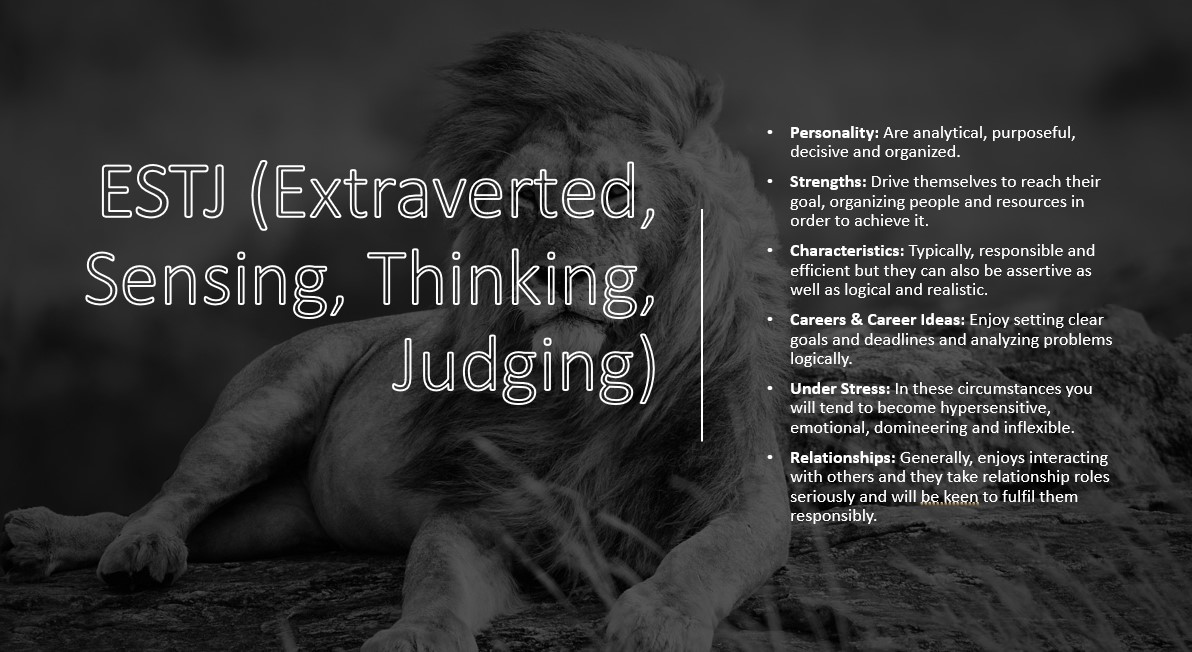 ESTJ (Extraverted,
Sensing, Thinking,
Judging)
• Personality: Are analytical, purposeful,
decisive and organized.
• Strengths: Drive themselves to reach their
goal, organizing people and resources in
order to achieve it.
• Characteristics: Typically, responsible and
efficient but they can also be assertive as
well as logical and realistic.
• Careers & Career Ideas: Enjoy setting clear
goals and deadlines and analyzing problems
logically.
• Under Stress: In these circumstances you
will tend to become hypersensitive,
emotional, domineering and inflexible.
• Relationships: Generally, enjoys interacting
with others and they take relationship roles
seriously and will be keen to fulfil them
responsibly.